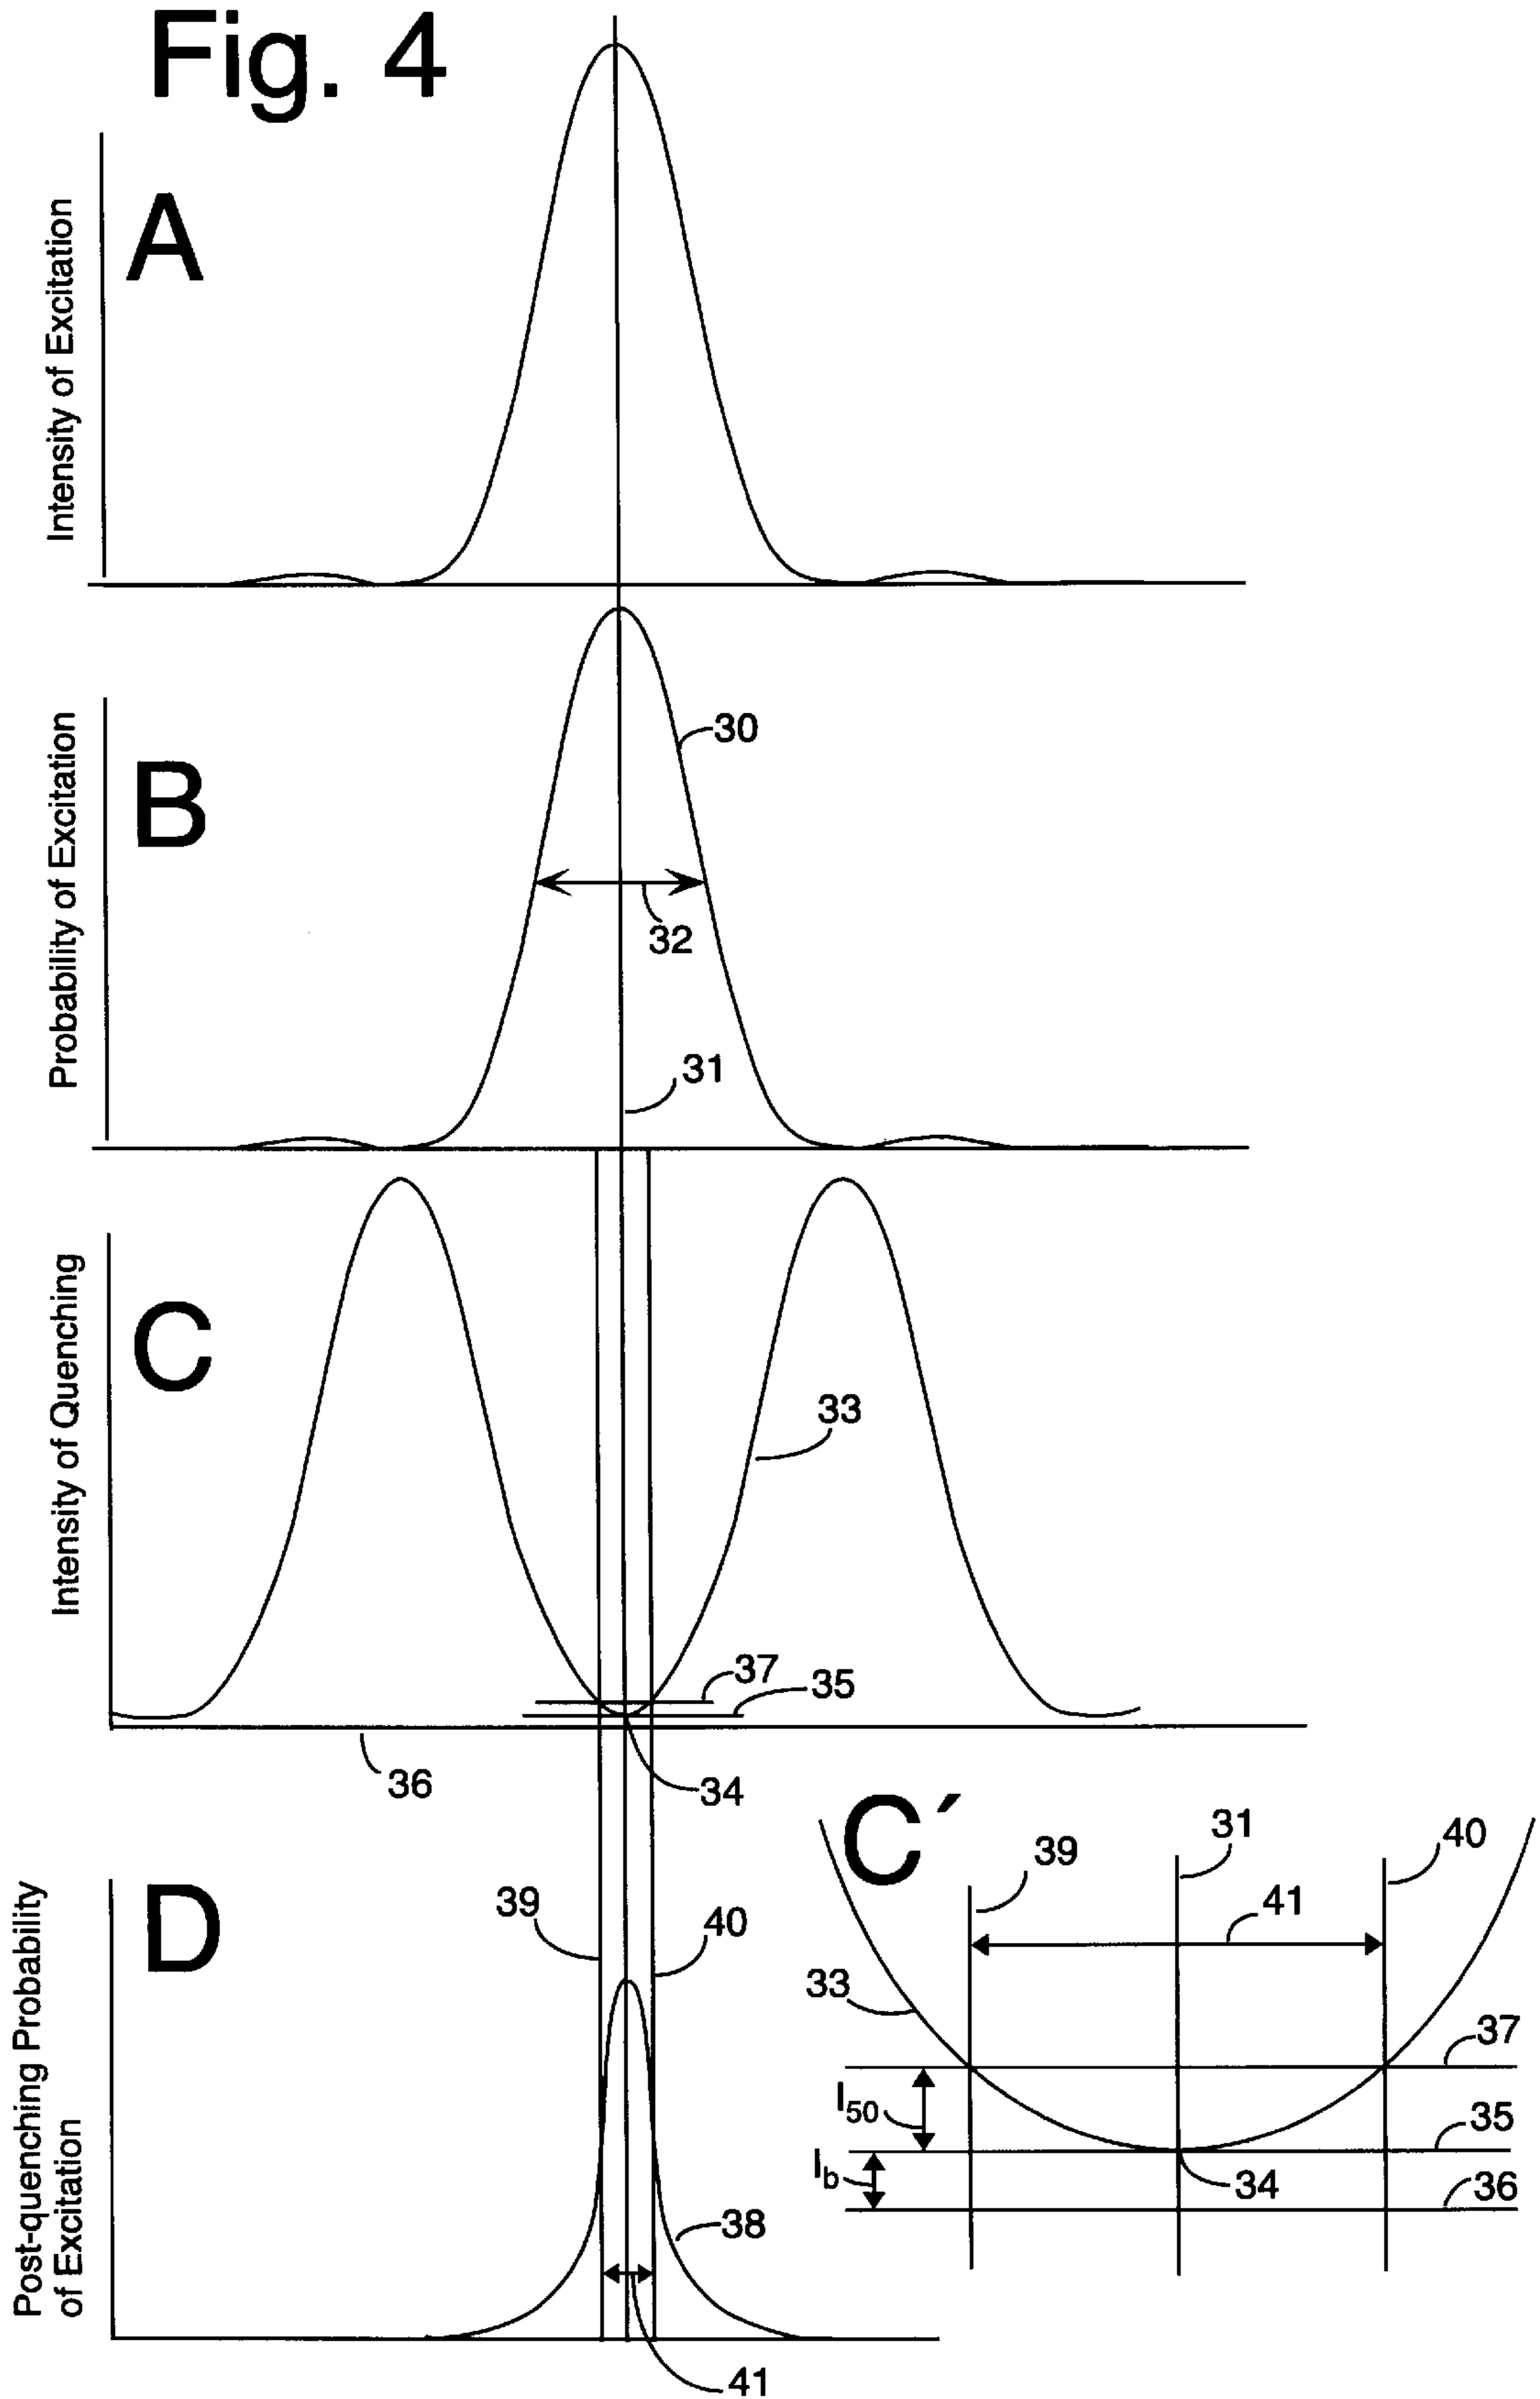 Fig. 4
A
Intensity of Excitation
B
Probability of Excitation
30
32
31
C
Intensity of Quenching
33
37
35
34
36
C´
39
31
40
41
33
37
I50
35
Ib
34
36
D
Post-quenching Probability
of Excitation
39
40
38
41